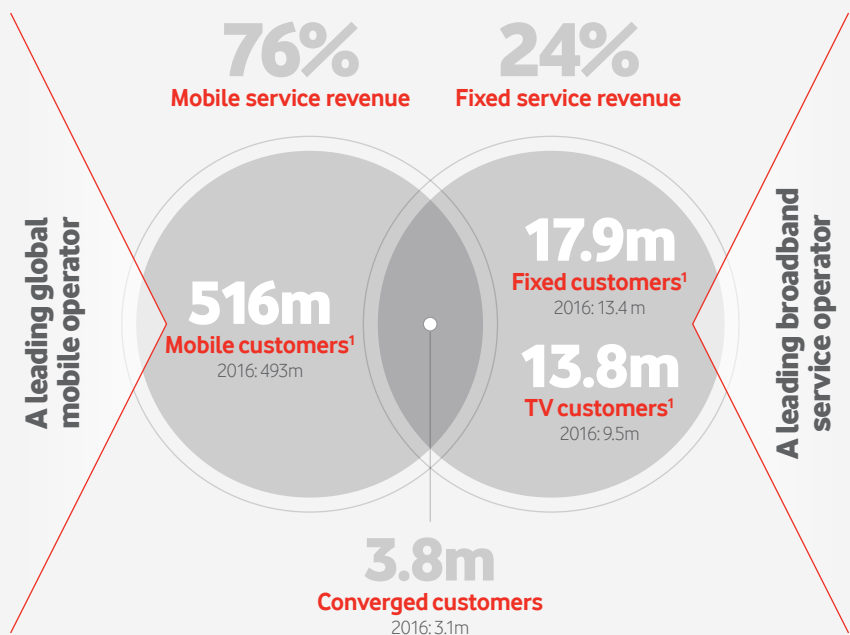 76%
Mobile service revenue
24%
Fixed service revenue
A leading global
mobile operator
516m
Mobile customers¹
2016: 493m
17.9m
Fixed customers¹
2016: 13.4 m
13.8m
TV customers¹
2016: 9.5m
A leading broadband
service operator
3.8m
Converged customers
2016: 3.1m